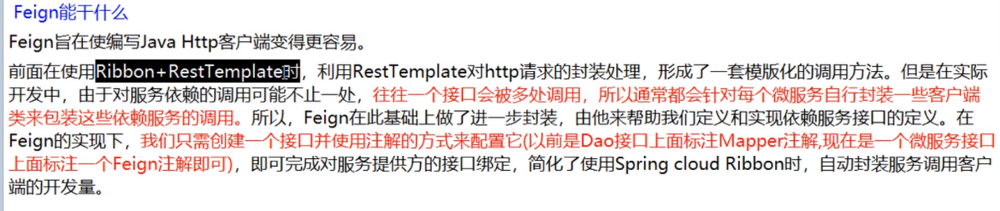 Feign能干什么
Feign旨在使编写Java Http客户端变得更容易。
前面在使用Ribbon+RestTemplate时，利用RestTemplate对http请求的封装处理，形成了一套模版化的调用方法。但是在实际
开发中，由于对服务依赖的调用可能不止一处，往往一个接口会被多处调用，所以通常都会针对每个微服务自行封装一些客户端
类来包装这些依赖服务的调用。所以，Feign在此基础上做了进一步封装，由他来帮助我们定义和实现依赖服务接口的定义。在
Feign的实现下，我们只需创建一个接口并使用注解的方式来配置它(以前是Dao接口上面标注Mapper注解,现在是一个微服务接口
上面标注一个Feign注解即可)，即可完成对服务提供方的接口绑定，简化了使用Spring cloud Ribbon时，自动封装服务调用客户
端的开发量。